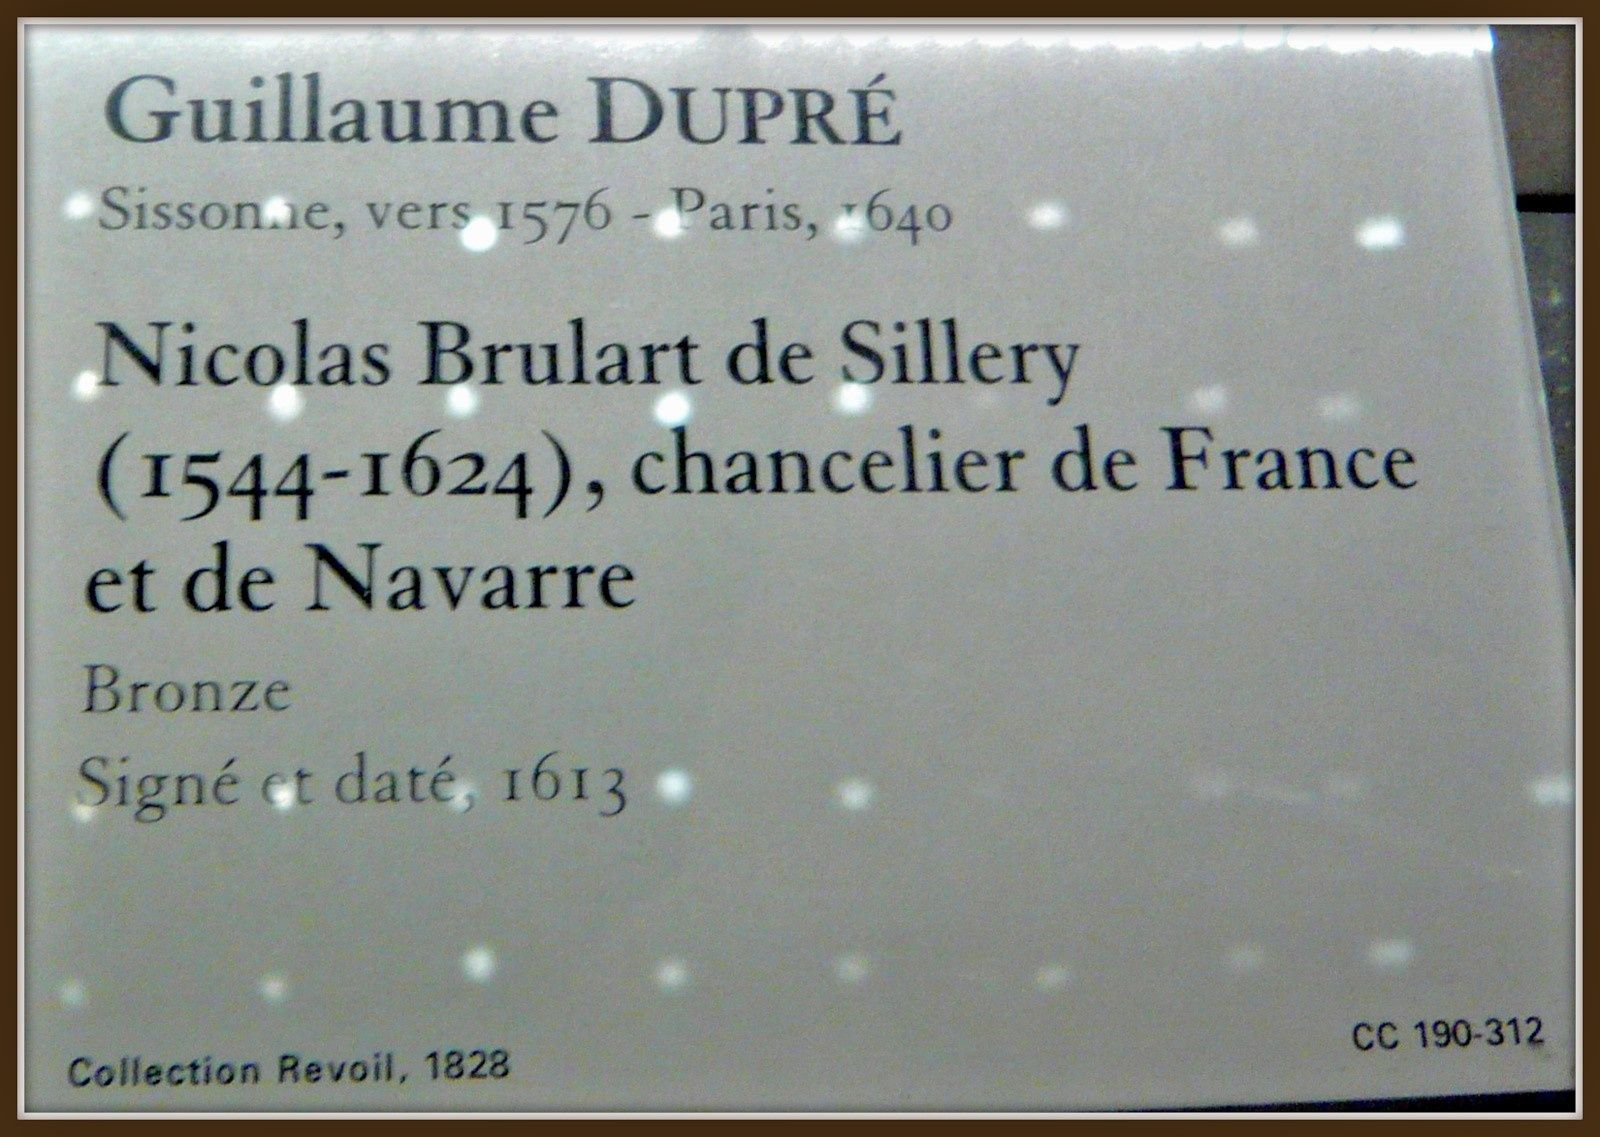 Guillaume DUPRÉ
Sissonne, vers 1576 - Paris, 1640
Nicolas Brulart de Sillery
(1544-1624), chancelier de France
et de Navarre
Bronze
Signé et daté, 1613
Collection Revoil, 1828
CC 190-312